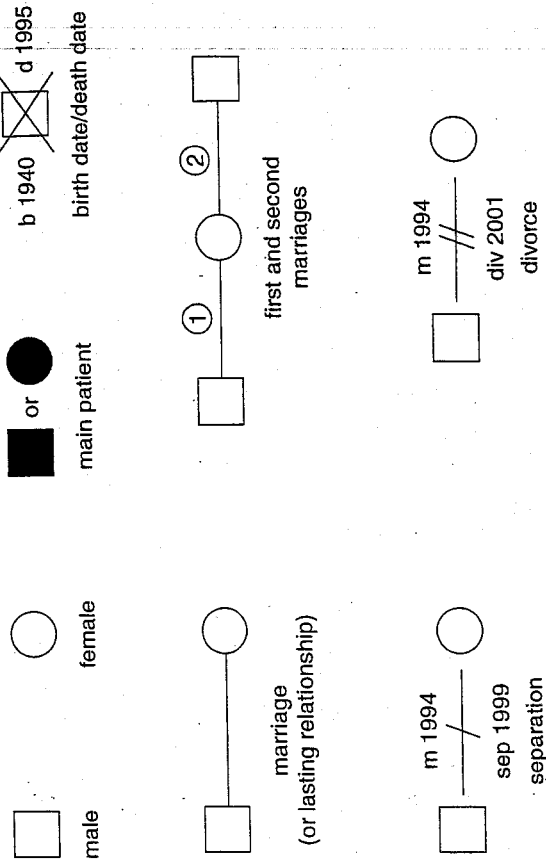 male
female
or
main patient
b 1940 d 1995
birth date/death date
marriage
(or lasting relationship)
1
2
first and second
marriages
m 1994
sep 1999
separation
m 1994
div 2001
divorce